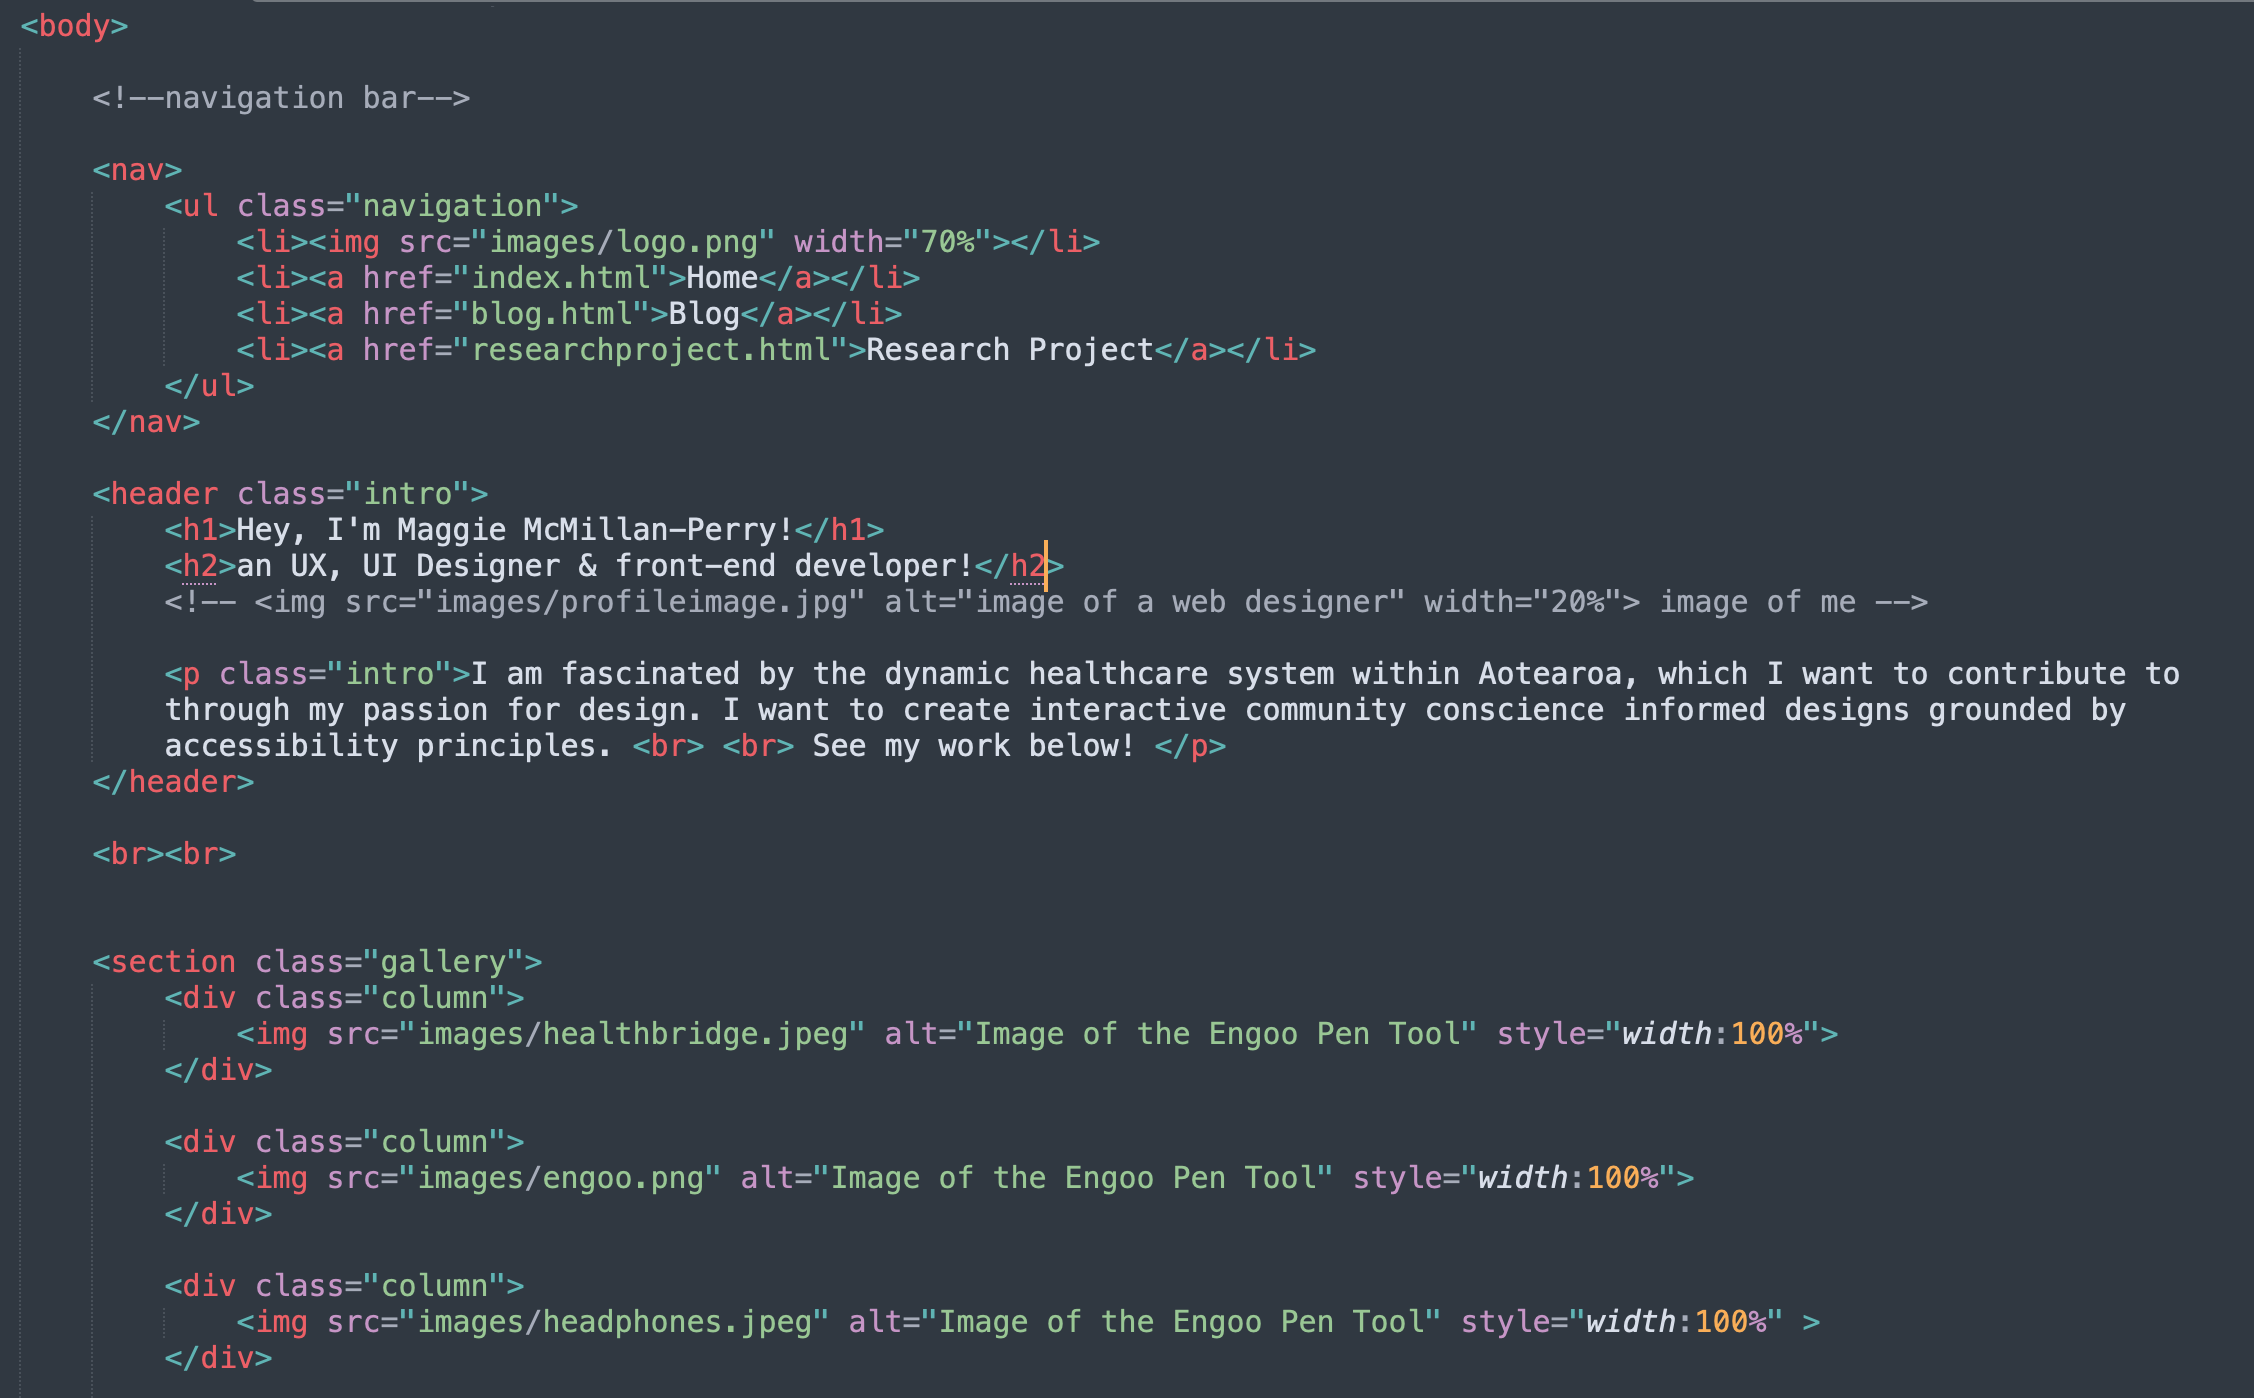 <body>
<!--navigation bar-->
<nav>
<ul class="navigation">
<li><img src="images/logo.png" width="70%"></li>
<li><a href="index.html">Home</a></li>
<li><a href="blog.html">Blog</a></li>
<li><a href="researchproject.html">Research Project</a></li>
</ul>
</nav>
<header class="intro">
<h1>Hey, I'm Maggie McMillan-Perry!</h1>
<h2>an UX, UI Designer & front-end developer!</h2>
<!-- <img src="images/profileimage.jpg" alt="image of a web designer" width="20%"> image of me -->
<p class="intro">I am fascinated by the dynamic healthcare system within Aotearoa, which I want to contribute to
through my passion for design. I want to create interactive community conscience informed designs grounded by
accessibility principles. <br> <br> See my work below! </p>
</header>
<br><br>
<section class="gallery">
<div class="column">
<img src="images/healthbridge.jpeg" alt="Image of the Engoo Pen Tool" style="width:100%">
</div>
<div class="column">
<img src="images/engoo.png" alt="Image of the Engoo Pen Tool" style="width:100%">
</div>
<div class="column">
<img src="images/headphones.jpeg" alt="Image of the Engoo Pen Tool" style="width:100%" >
</div>